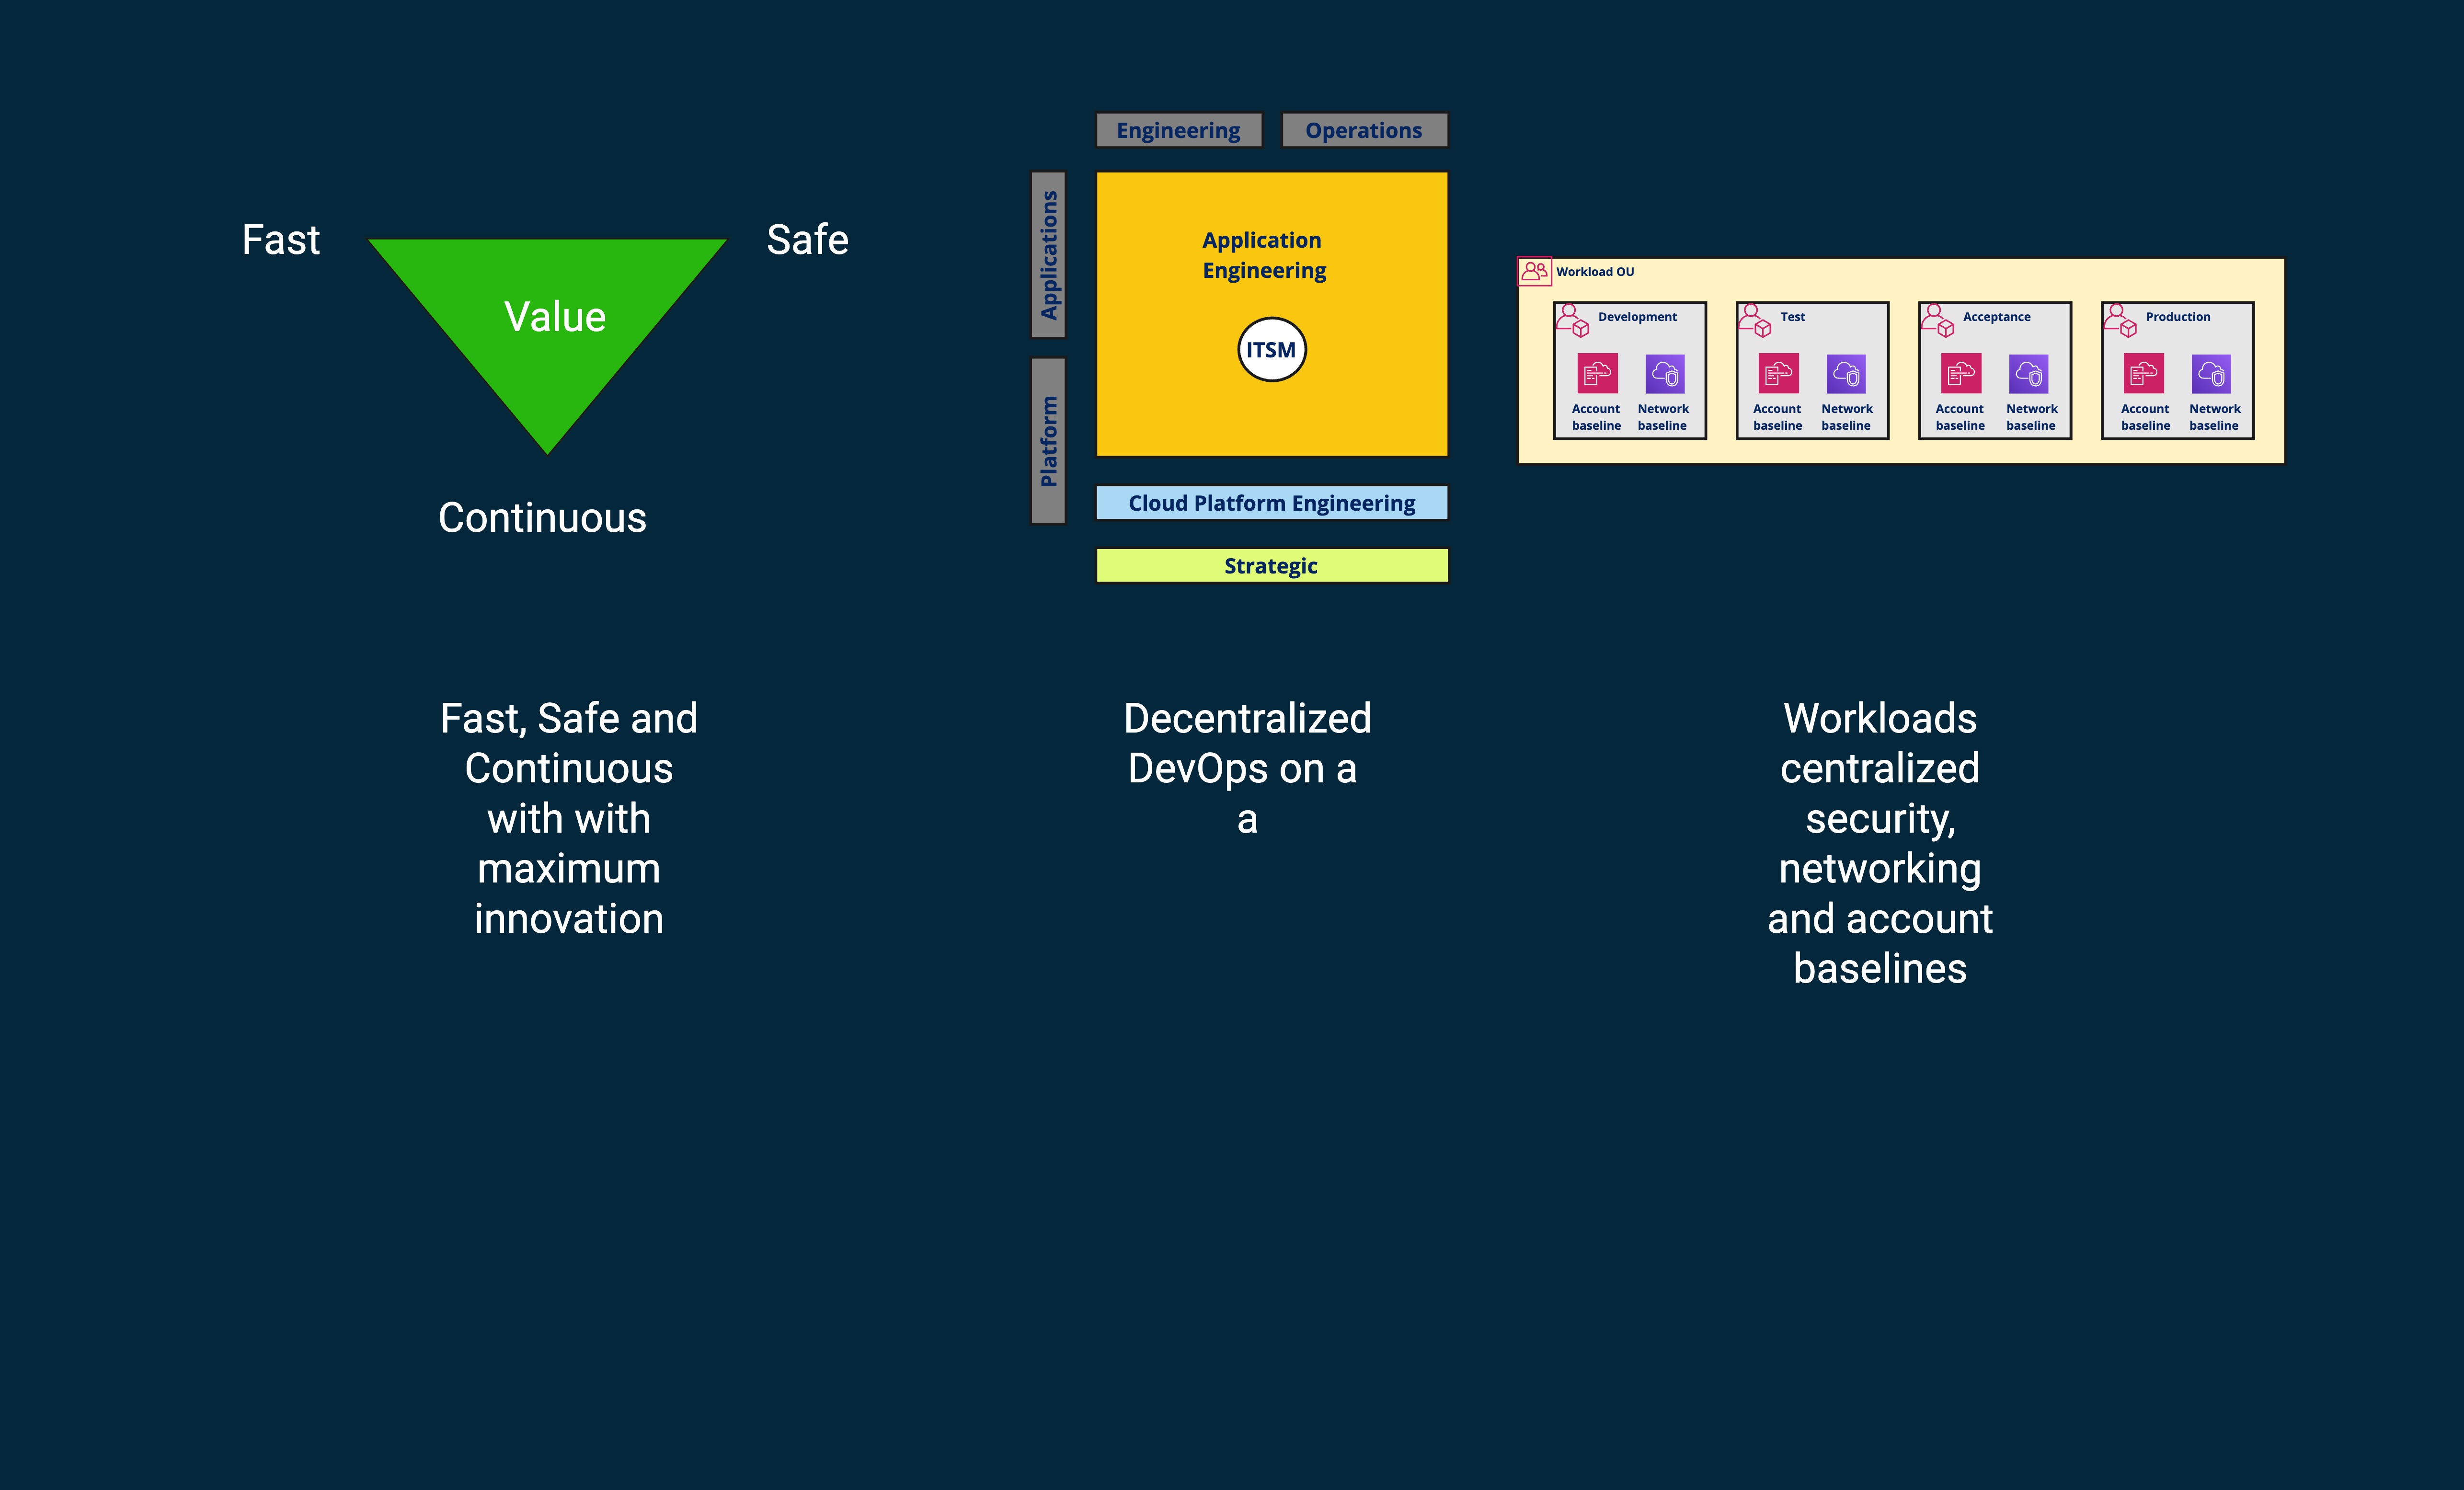 Fast
Safe
Value
Continuous
Fast, Safe and
Continuous
with with
maximum
innovation
Engineering
Operations
Applications
Platform
Application
Engineering
ITSM
Cloud Platform Engineering
Strategic
Decentralized
DevOps on a
a
Workload OU
Development
Account
baseline
Network
baseline
Test
Account
baseline
Network
baseline
Acceptance
Account
baseline
Network
baseline
Production
Account
baseline
Network
baseline
Workloads
centralized
security,
networking
and account
baselines